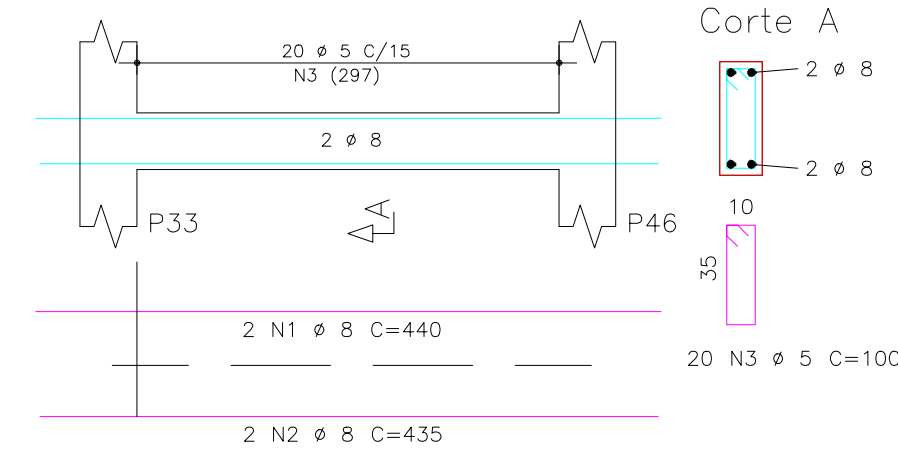 Corte A
20 ø 5 C/15
N3 (297)
2 ø 8
2 ø 8
2 ø 8
10
A
P33
P46
35
2 N1 ø 8 C=440
20 N3 ø 5 C=100
2 N2 ø 8 C=435